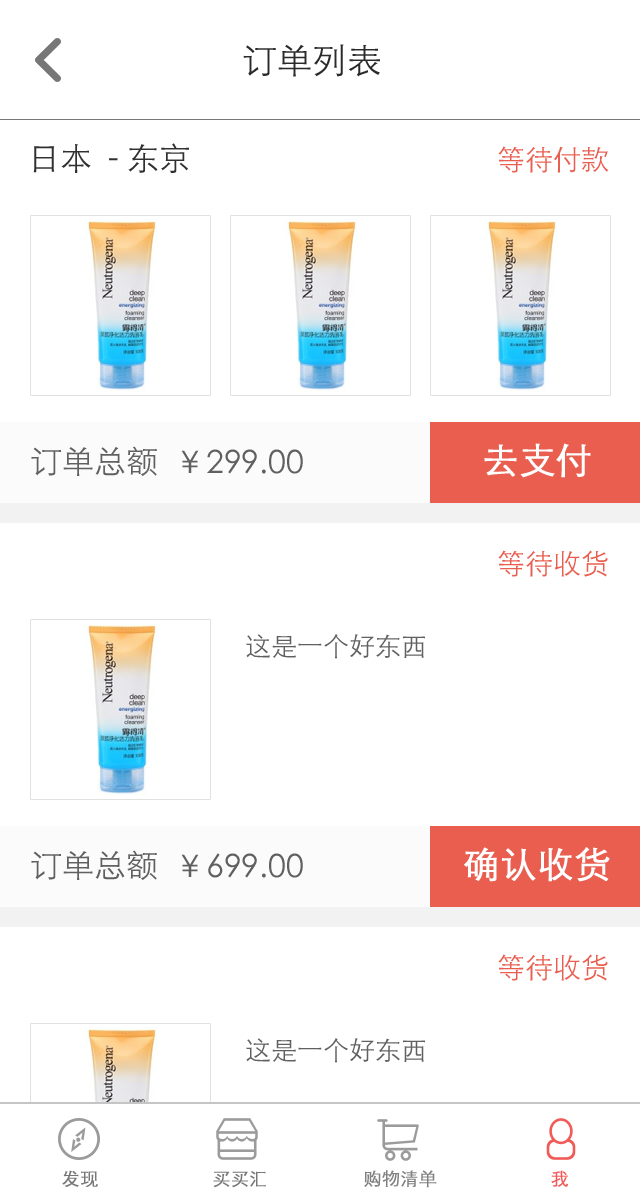 订单列表
日本 - 东京
等待付款
Neutrogena
deep
clean
energizing
foaming
cleanser
露得清
Neutrogena
deep
clean
energizing
foaming
cleanser
露得清
Neutrogena
deep
clean
energizing
foaming
cleanser
露得清
订单总额 ¥299.00
去支付
等待收货
这是一个好东西
Neutrogena
deep
clean
energizing
foaming
cleanser
露得清
订单总额 ¥699.00
确认收货
等待收货
这是一个好东西
Neutrogena
发现
买买汇
购物清单
我